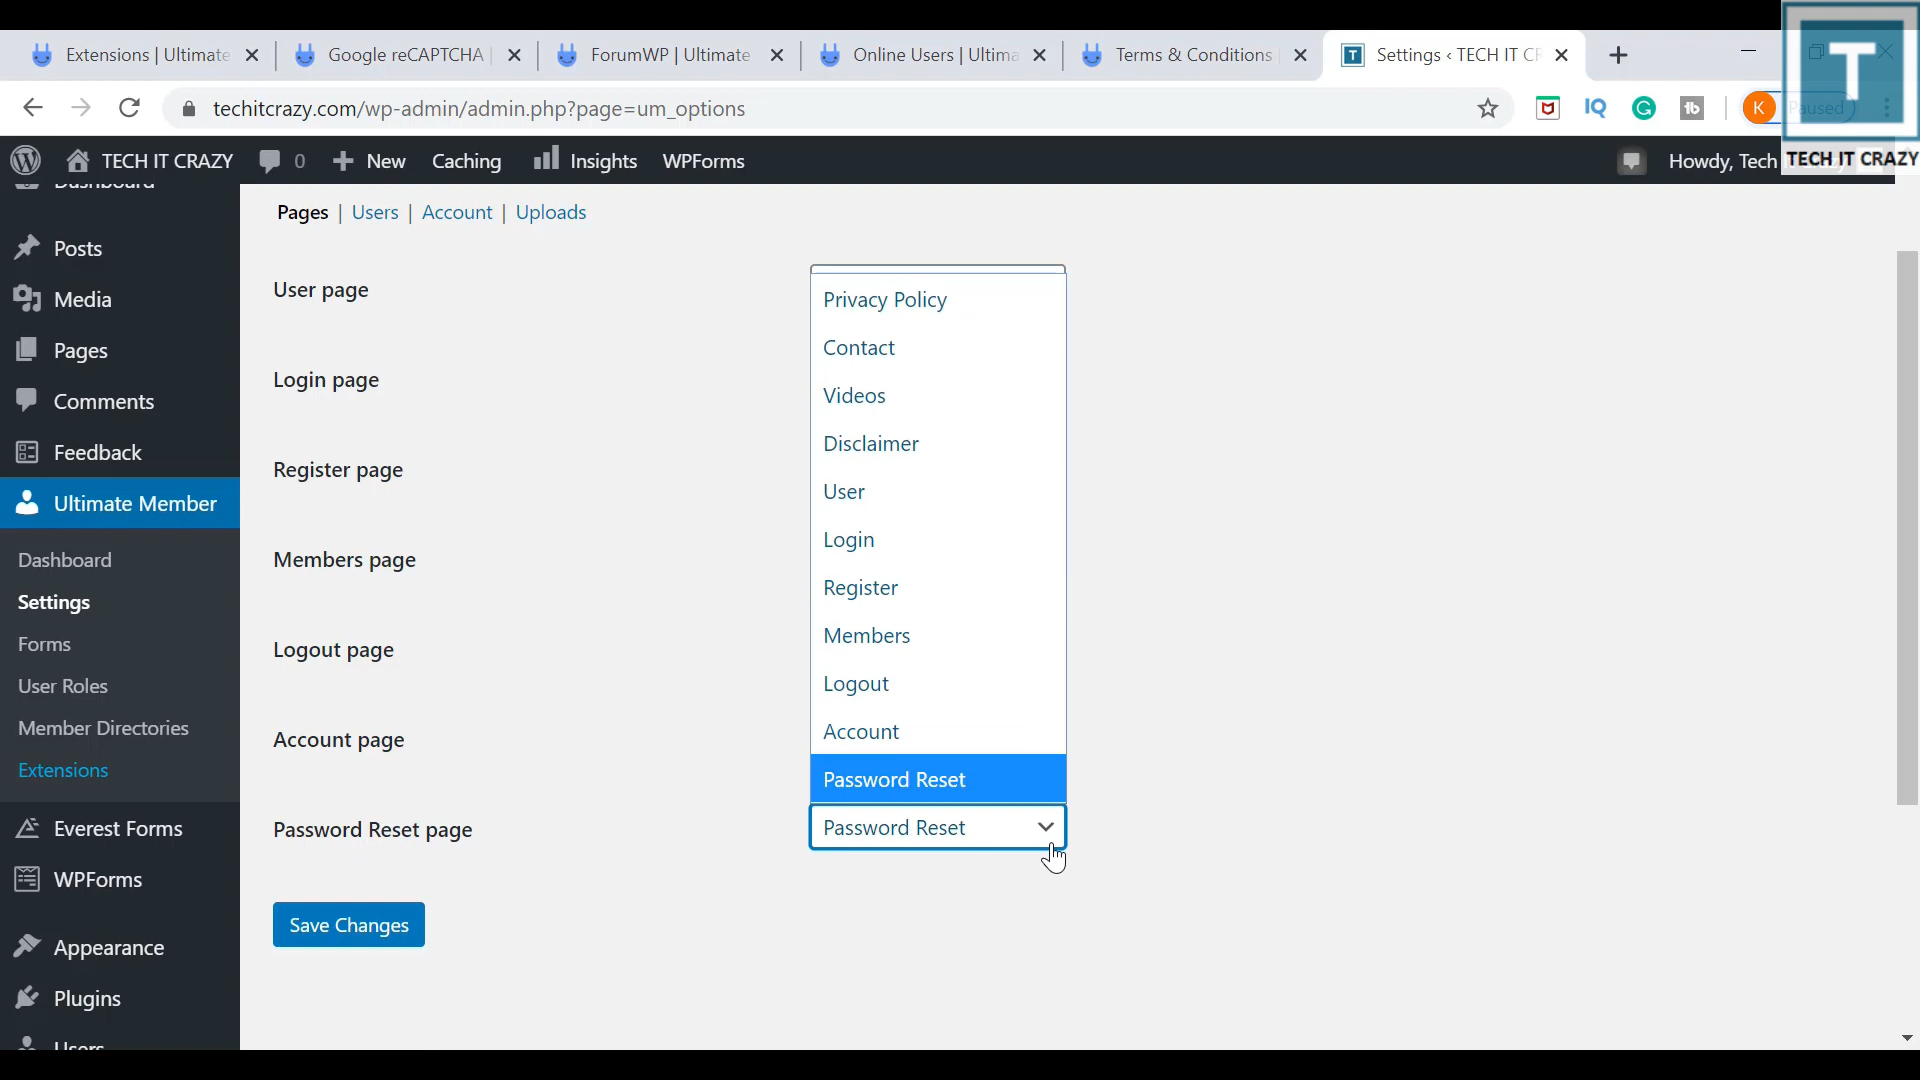 Extensions | Ultimate
Google reCAPTCHA |
ForumWP | Ultimate
Online Users | Ultima
Terms & Conditions
Settings ‹ TECH IT CR
techitcrazy.com/wp-admin/admin.php?page=um_options
K
Paused
T
TECH IT CRAZY
TECH IT CRAZY
0
New
Caching
Insights
WPForms
Howdy, Tech
Dashboard
Posts
Media
Pages
Comments
Feedback
Ultimate Member
Dashboard
Settings
Forms
User Roles
Member Directories
Extensions
Everest Forms
WPForms
Appearance
Plugins
Users
Pages | Users | Account | Uploads
User page
Login page
Register page
Members page
Logout page
Account page
Password Reset page
Privacy Policy
Contact
Videos
Disclaimer
User
Login
Register
Members
Logout
Account
Password Reset
Password Reset
Save Changes